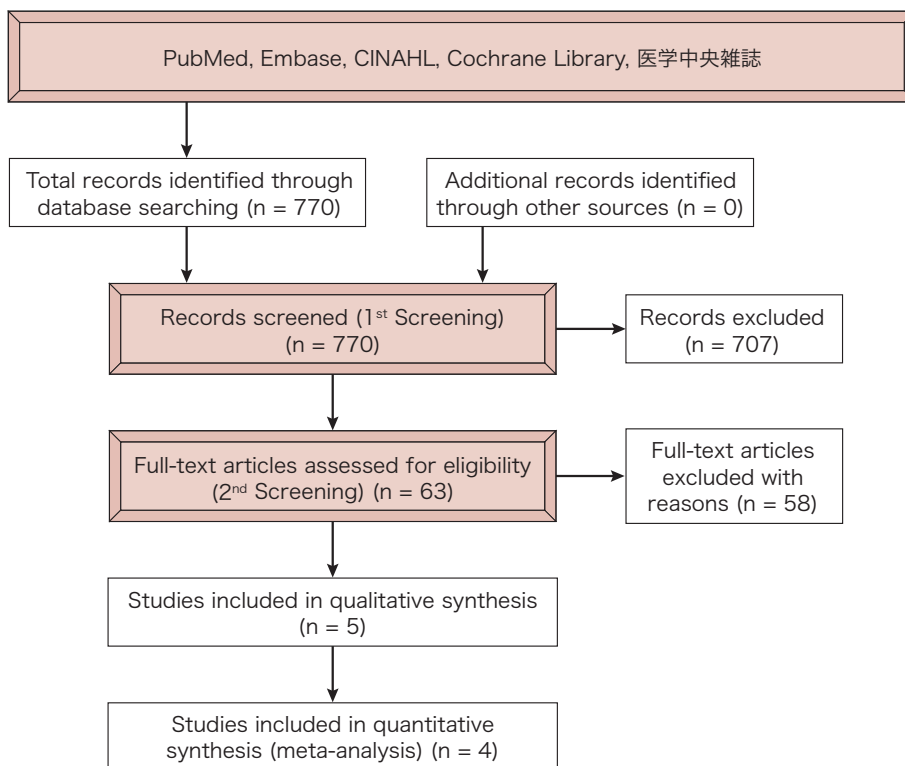 PubMed, Embase, CINAHL, Cochrane Library, 医学中央雑誌
Total records identified through
database searching (n = 770)
Additional records identified
through other sources (n = 0)
Records screened (1st Screening)
(n = 770)
Records excluded
(n = 707)
Full-text articles assessed for eligibility
(2nd Screening) (n = 63)
Full-text articles
excluded with
reasons (n = 58)
Studies included in qualitative synthesis
(n = 5)
Studies included in quantitative
synthesis (meta-analysis) (n = 4)